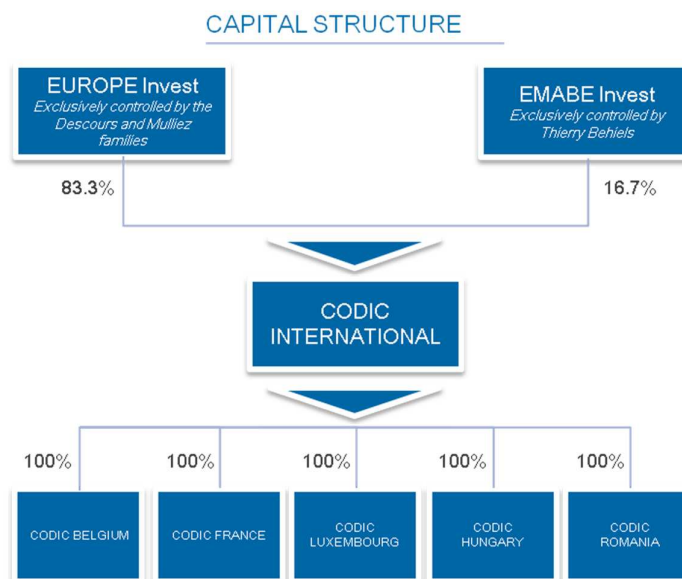 CAPITAL STRUCTURE
EUROPE Invest
Exclusively controlled by the
Descours and Mulliez
families
EMABE Invest
Exclusively controlled by
Thierry Behiels
83.3%
16.7%
CODIC
INTERNATIONAL
100%
100%
100%
100%
100%
CODIC BELGIUM
CODIC FRANCE
CODIC
LUXEMBOURG
CODIC
HUNGARY
CODIC
ROMANIA